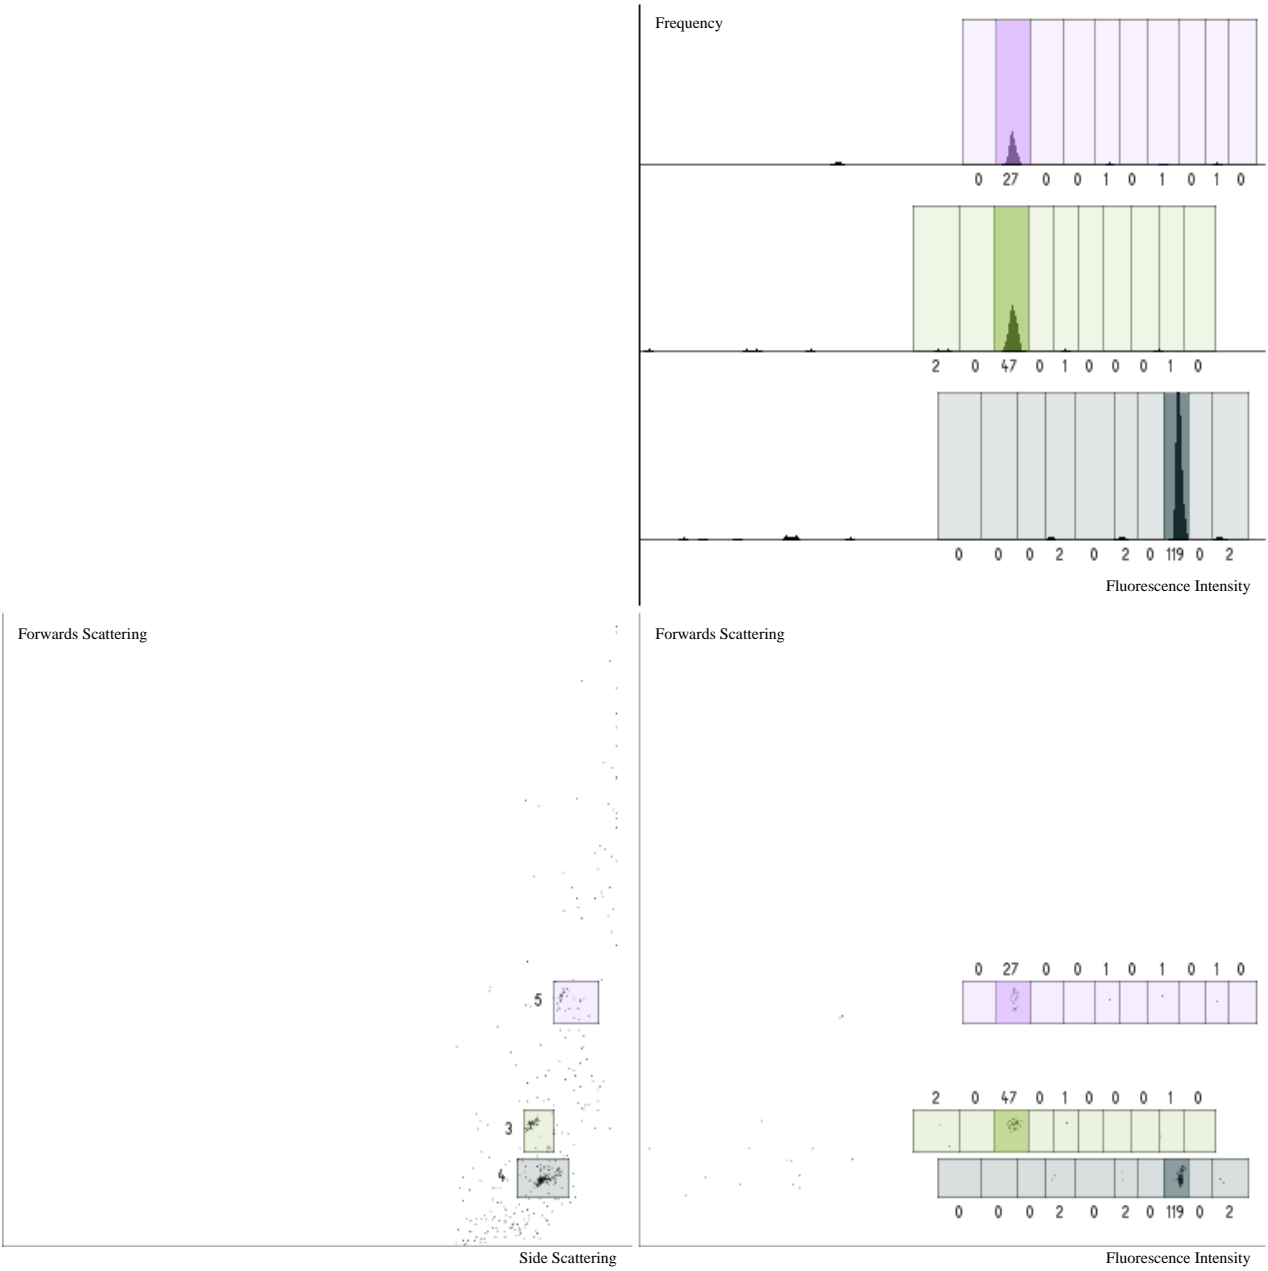 Frequency
0 27 0 0 1 0 1 0 1 0
2 0 47 0 1 0 0 0 1 0
0 0 0 2 0 2 0 119 0 2
Fluorescence Intensity
Forwards Scattering
Forwards Scattering
0 27 0 0 1 0 1 0 1 0
5
2 0 47 0 1 0 0 0 1 0
3
4
0 0 0 2 0 2 0 119 0 2
Side Scattering
Fluorescence Intensity